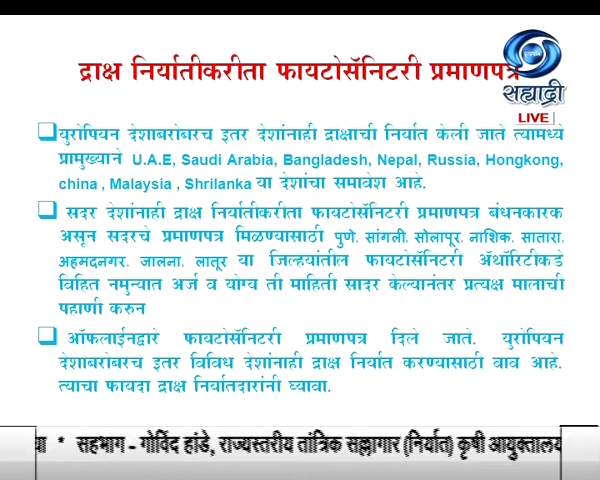 द्राक्ष निर्यातीकरीता फायटोसॅनिटरी प्रमाणपत्र
सह्याद्री
LIVE
युरोपियन देशाबरोबरच इतर देशांनाही द्राक्षाची निर्यात केली जाते त्यामध्ये
प्रामुख्याने U.A.E, Saudi Arabia, Bangladesh, Nepal, Russia, Hongkong,
china , Malaysia , Shrilanka या देशांचा समावेश आहे.
सदर देशांनाही द्राक्ष निर्यातीकरीता फायटोसॅनिटरी प्रमाणपत्र बंधनकारक
असून सदरचे प्रमाणपत्र मिळण्यासाठी पुणे. सांगली. सोलापूर. नाशिक. सातारा.
अहमदनगर. जालना. लातूर या जिल्हयांतील फायटोसॅनिटरी ॲथॉरिटीकडे
विहित नमुन्यात अर्ज व योग्य ती माहिती सादर केल्यानंतर प्रत्यक्ष मालाची
पहाणी करुन
ऑफलाईनद्वारे फायटोसॅनिटरी प्रमाणपत्र दिले जाते. युरोपियन
देशाबरोबरच इतर विविध देशांनाही द्राक्ष निर्यात करण्यासाठी वाव आहे.
त्याचा फायदा द्राक्ष निर्यातदारांनी घ्यावा.
* सहभाग - गोविंद हांडे, राज्यस्तरीय तांत्रिक सल्लागार (निर्यात) कृषी आयुक्तालय